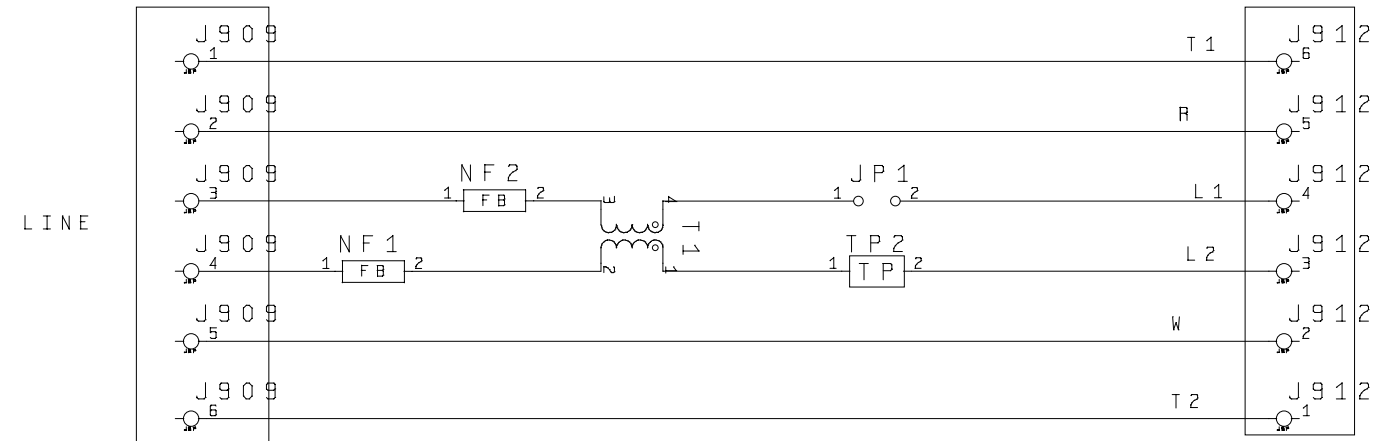 J909 J912
1 T1 6
J909 J912
2 R 5
J909 NF2 JP1 J912
3 1 FB 2 3 4 1 2 L1 4
LINE
T1
J909 NF1 TP2 J912
4 1 FB 2 2 1 1 TP 2 L2 3
J909 J912
5 W 2
J909 J912
6 T2 1